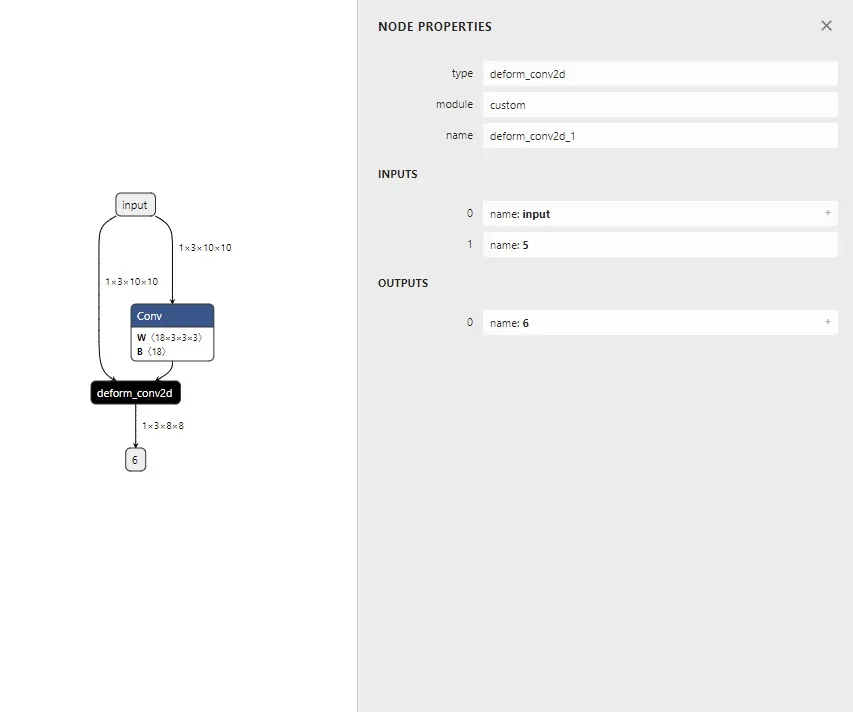 input
1×3×10×10
1×3×10×10
Conv
W ⟨18×3×3×3⟩
B ⟨18⟩
deform_conv2d
1×3×8×8
6
NODE PROPERTIES ×
type deform_conv2d
module custom
name deform_conv2d_1
INPUTS
0 name: input +
1 name: 5
OUTPUTS
0 name: 6 +